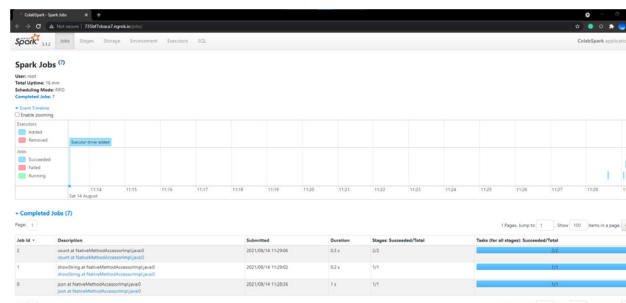 ColabSpark - Spark Jobs
Not secure | 735bf7cbaca7.ngrok.io/jobs/
Spark 3.1.2 Jobs Stages Storage Environment Executors SQL ColabSpark applicatio
Spark Jobs (?)
User: root
Total Uptime: 16 min
Scheduling Mode: FIFO
Completed Jobs: 7
Event Timeline
Enable zooming
Executors
Added
Removed
Executor driver added
Jobs
Succeeded
Failed
Running
11:14 11:15 11:16 11:17 11:18 11:19 11:20 11:21 11:22 11:23 11:24 11:25 11:26 11:27 11:28
Sat 14 August
Completed Jobs (7)
Page: 1 1 Pages. Jump to 1 . Show 100 items in a page.
Job Id Description Submitted Duration Stages: Succeeded/Total Tasks (for all stages): Succeeded/Total
2 count at NativeMethodAccessorImpl.java:0 2021/08/14 11:29:06 0.3 s 2/2 2/2
count at NativeMethodAccessorImpl.java:0
1 showString at NativeMethodAccessorImpl.java:0 2021/08/14 11:29:02 0.2 s 1/1 1/1
showString at NativeMethodAccessorImpl.java:0
0 json at NativeMethodAccessorImpl.java:0 2021/08/14 11:28:36 1 s 1/1 1/1
json at NativeMethodAccessorImpl.java:0